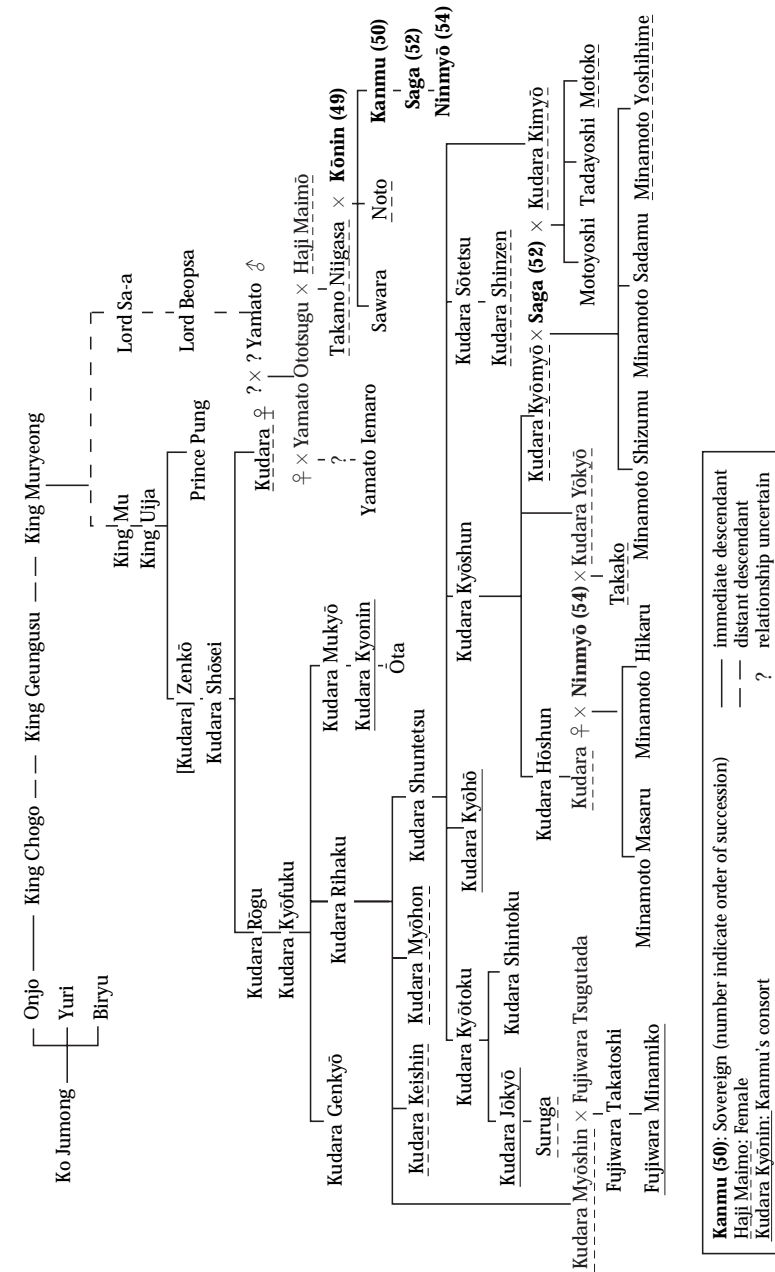 Ko Jumong
Onjo
Yuri
Biryu
King Chogo
King Geungusu
King Muryeong
Lord Sa-a
Lord Beopsa
King Mu
King Uija
[Kudara] Zenkō
Prince Pung
Kudara Shōsei
Kudara Rōgu
Kudara ♀ ? × ? Yamato ♂
Kudara Kyōfuku
♀ × Yamato Ototsugu × Haji Maimō
Kudara Genkyō
Kudara Rihaku
Kudara Mukyō
?
Takano Niigasa × Kōnin (49)
Kudara Kyonin
Yamato Iemaro
Sawara
Noto
Kanmu (50)
Ōta
Saga (52)
Ninmyō (54)
Kudara Keishin
Kudara Myōhon
Kudara Shuntetsu
Kudara Kyōtoku
Kudara Kyōhō
Kudara Kyōshun
Kudara Sōtetsu
Kudara Jōkyō
Kudara Shintoku
Kudara Shinzen
Suruga
Kudara Hōshun
Kudara Kyōmyō × Saga (52) × Kudara Kimyō
Kudara Myōshin × Fujiwara Tsugutada
Kudara ♀ × Ninmyō (54) × Kudara Yōkyō
Motoyoshi Tadayoshi Motoko
Fujiwara Takatoshi
Takako
Fujiwara Minamiko
Minamoto Masaru
Minamoto Hikaru
Minamoto Shizumu
Minamoto Sadamu
Minamoto Yoshihime
Kanmu (50): Sovereign (number indicate order of succession)
Haji Maimo: Female
Kudara Kyōnin: Kanmu's consort
immediate descendant
distant descendant
? relationship uncertain